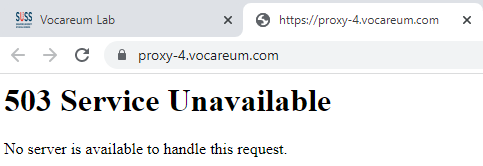 SUSS Vocareum Lab https://proxy-4.vocareum.com
proxy-4.vocareum.com
503 Service Unavailable
No server is available to handle this request.